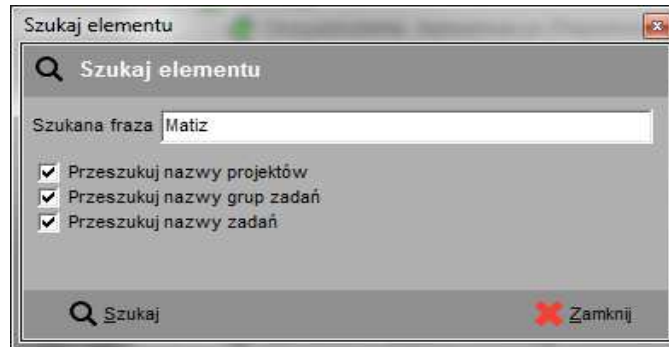 Szukaj elementu
Szukaj elementu
Szukana fraza Matiz
Przeszukuj nazwy projektów
Przeszukuj nazwy grup zadań
Przeszukuj nazwy zadań
Szukaj Zamknij